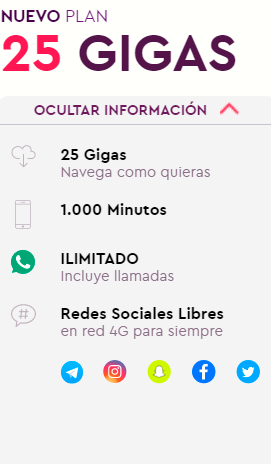 NUEVO PLAN
25 GIGAS
OCULTAR INFORMACIÓN
25 Gigas
Navega como quieras
1.000 Minutos
ILIMITADO
Incluye llamadas
Redes Sociales Libres
en red 4G para siempre